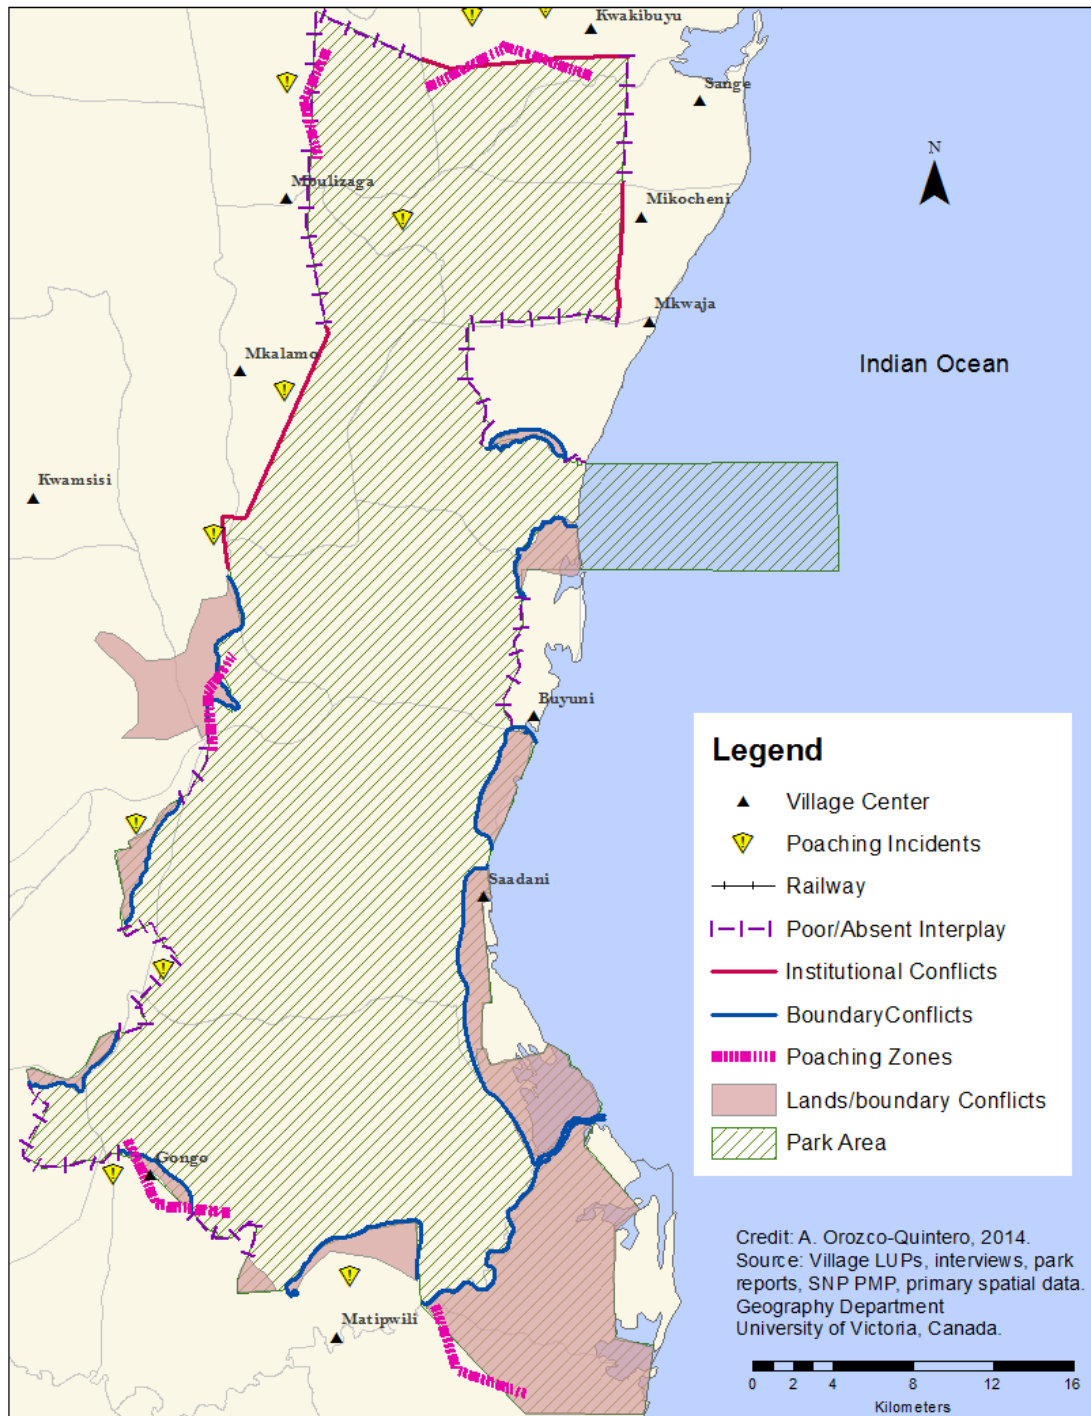 Kwakibuyu
Sange
N
Mbulizaga
Mikocheni
Mkwaja
Indian Ocean
Mkalamo
Kwamsisi
Buyuni
Saadani
Gongo
Matipwili
Legend
Village Center
Poaching Incidents
Railway
Poor/Absent Interplay
Institutional Conflicts
BoundaryConflicts
Poaching Zones
Lands/boundary Conflicts
Park Area
Credit: A. Orozco-Quintero, 2014.
Source: Village LUPs, interviews, park
reports, SNP PMP, primary spatial data.
Geography Department
University of Victoria, Canada.
0 2 4 8 12 16
Kilometers